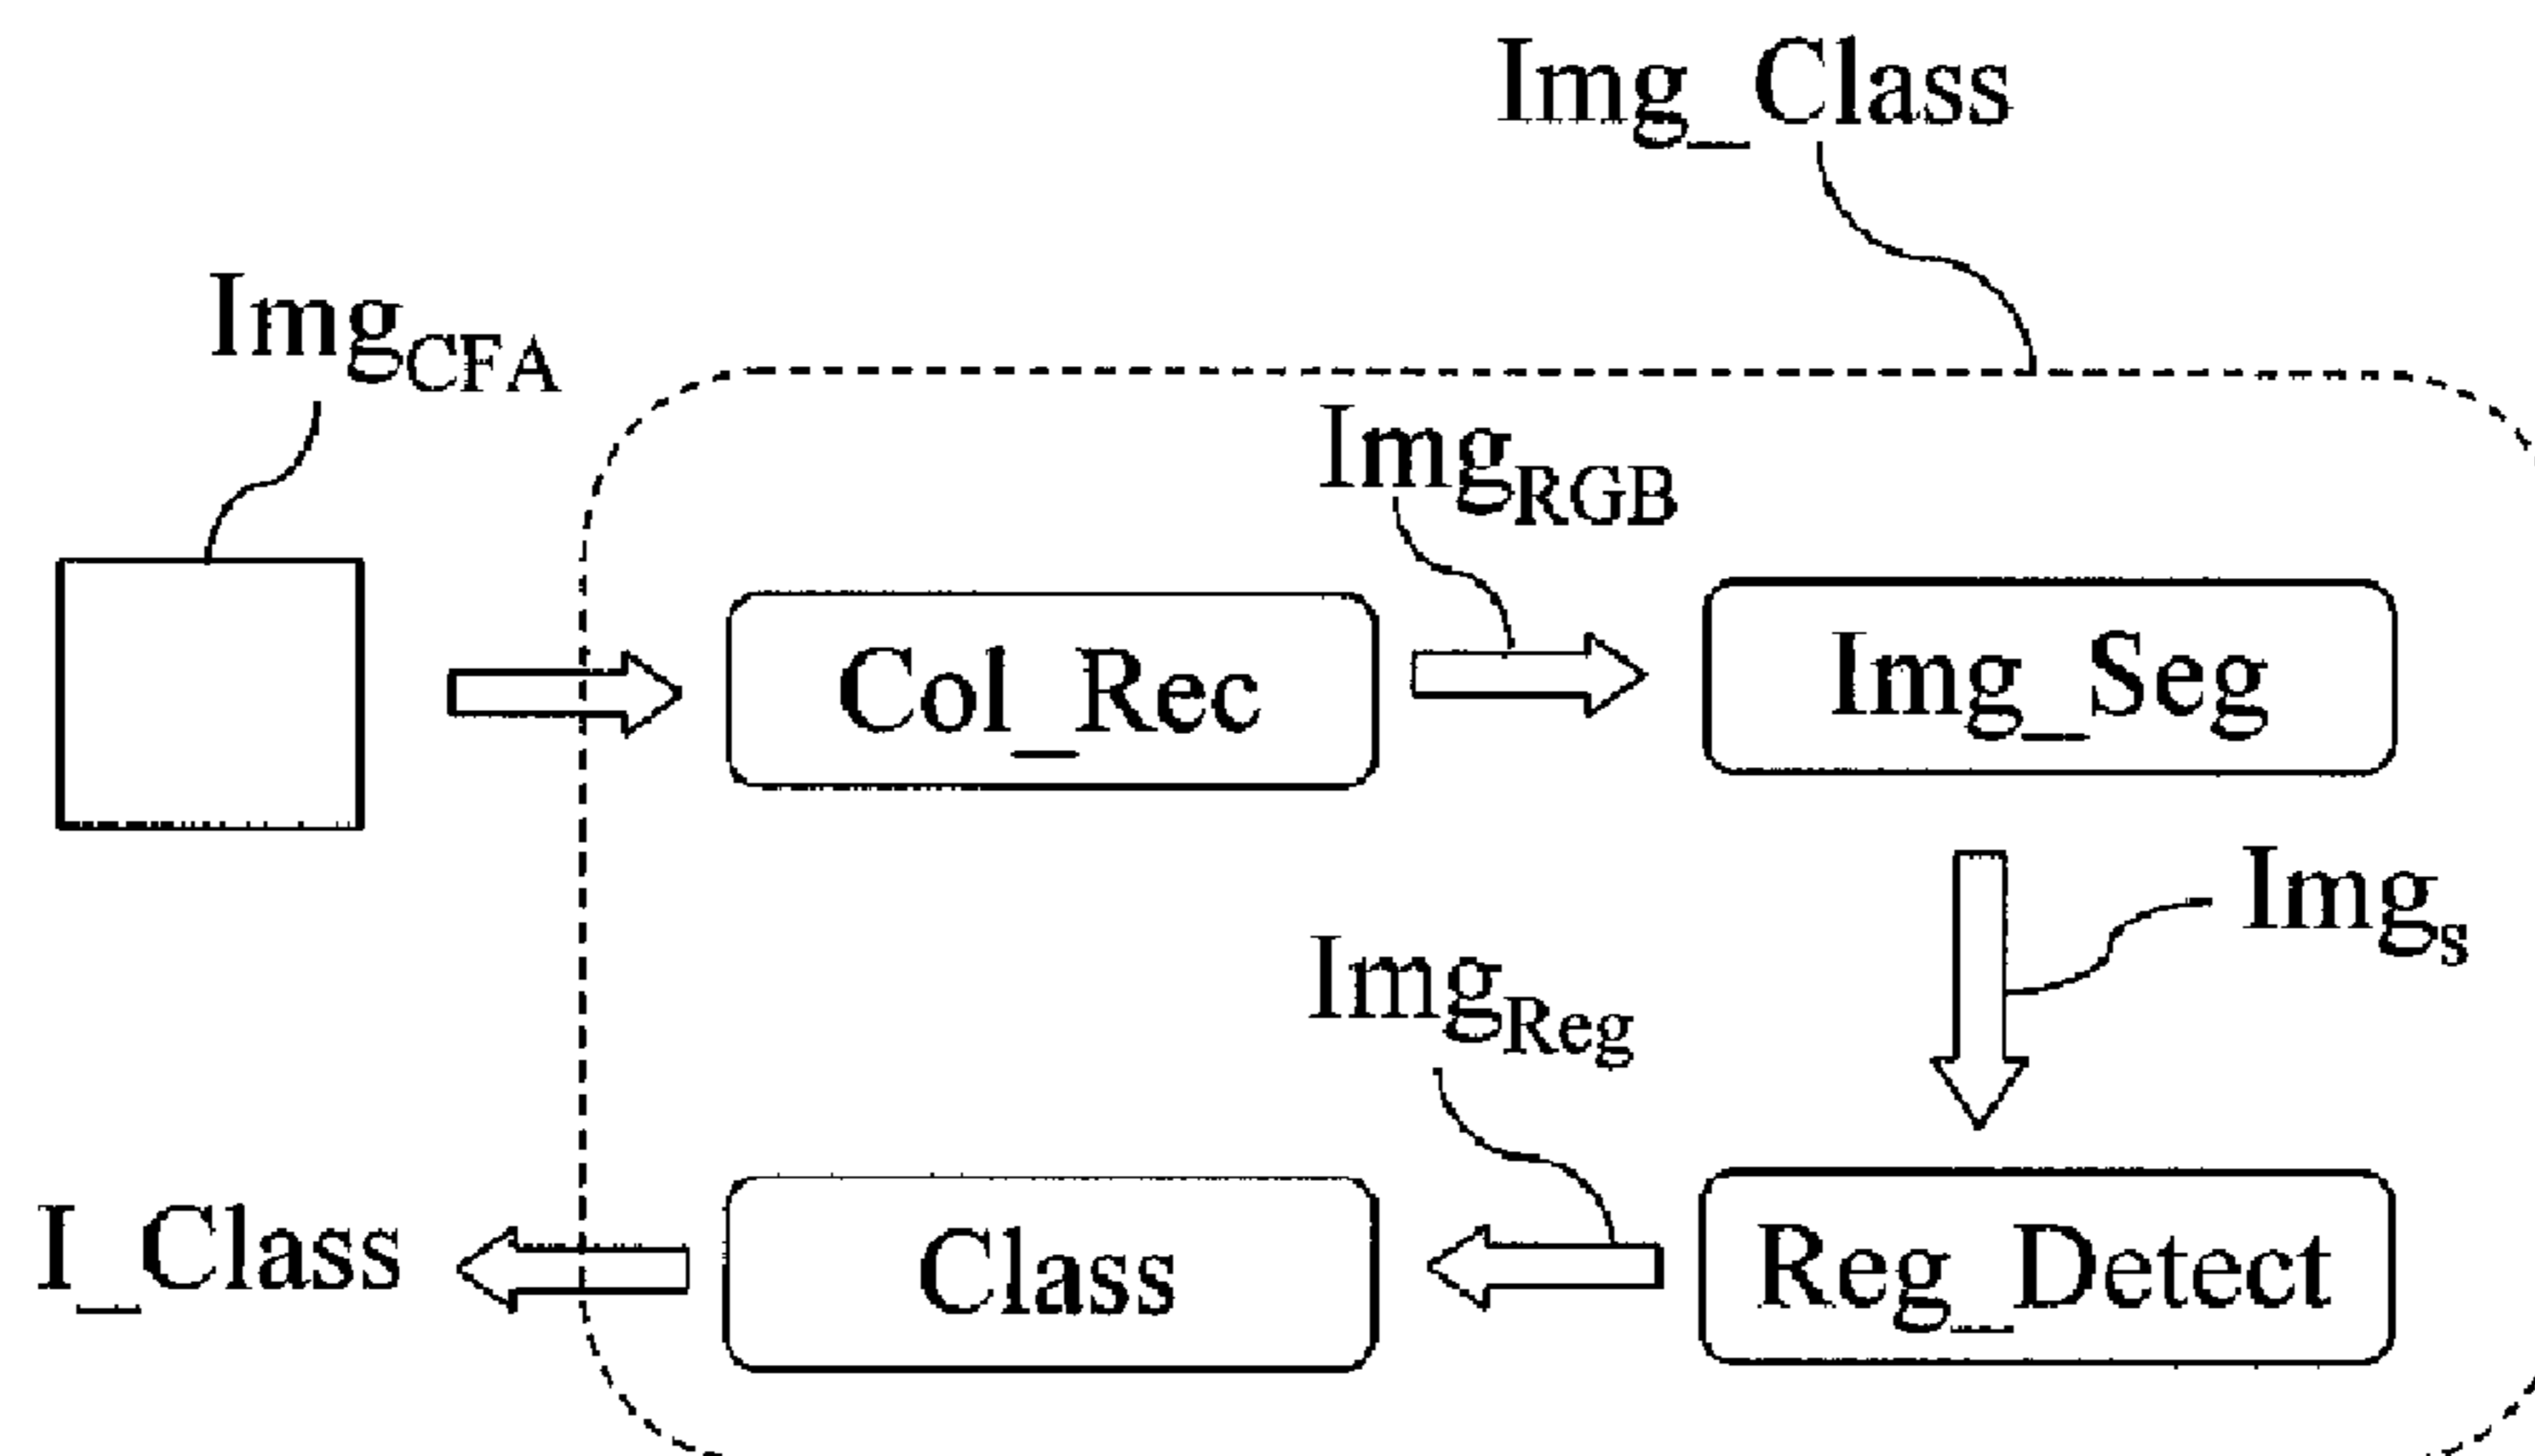 Img_Class
Img_CFA
Img_RGB
Col_Rec
Img_Seg
Img_s
Img_Reg
I_Class
Class
Reg_Detect